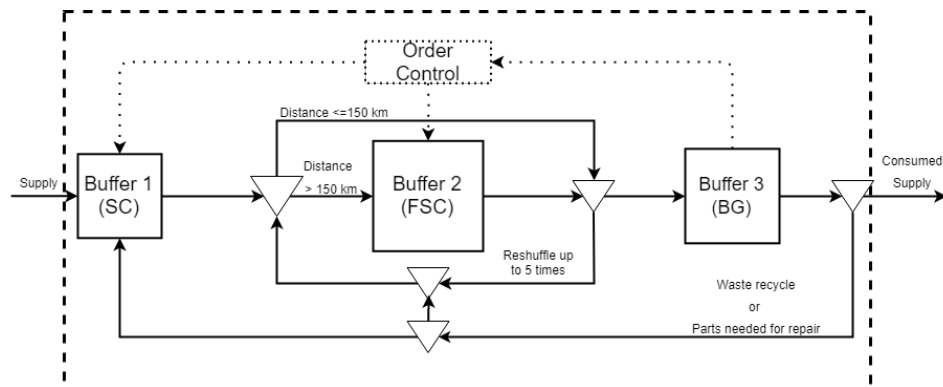 Order
Control
Distance <=150 km
Supply
Buffer 1
(SC)
Distance
> 150 km
Buffer 2
(FSC)
Buffer 3
(BG)
Consumed
Supply
Reshuffle up
to 5 times
Waste recycle
or
Parts needed for repair